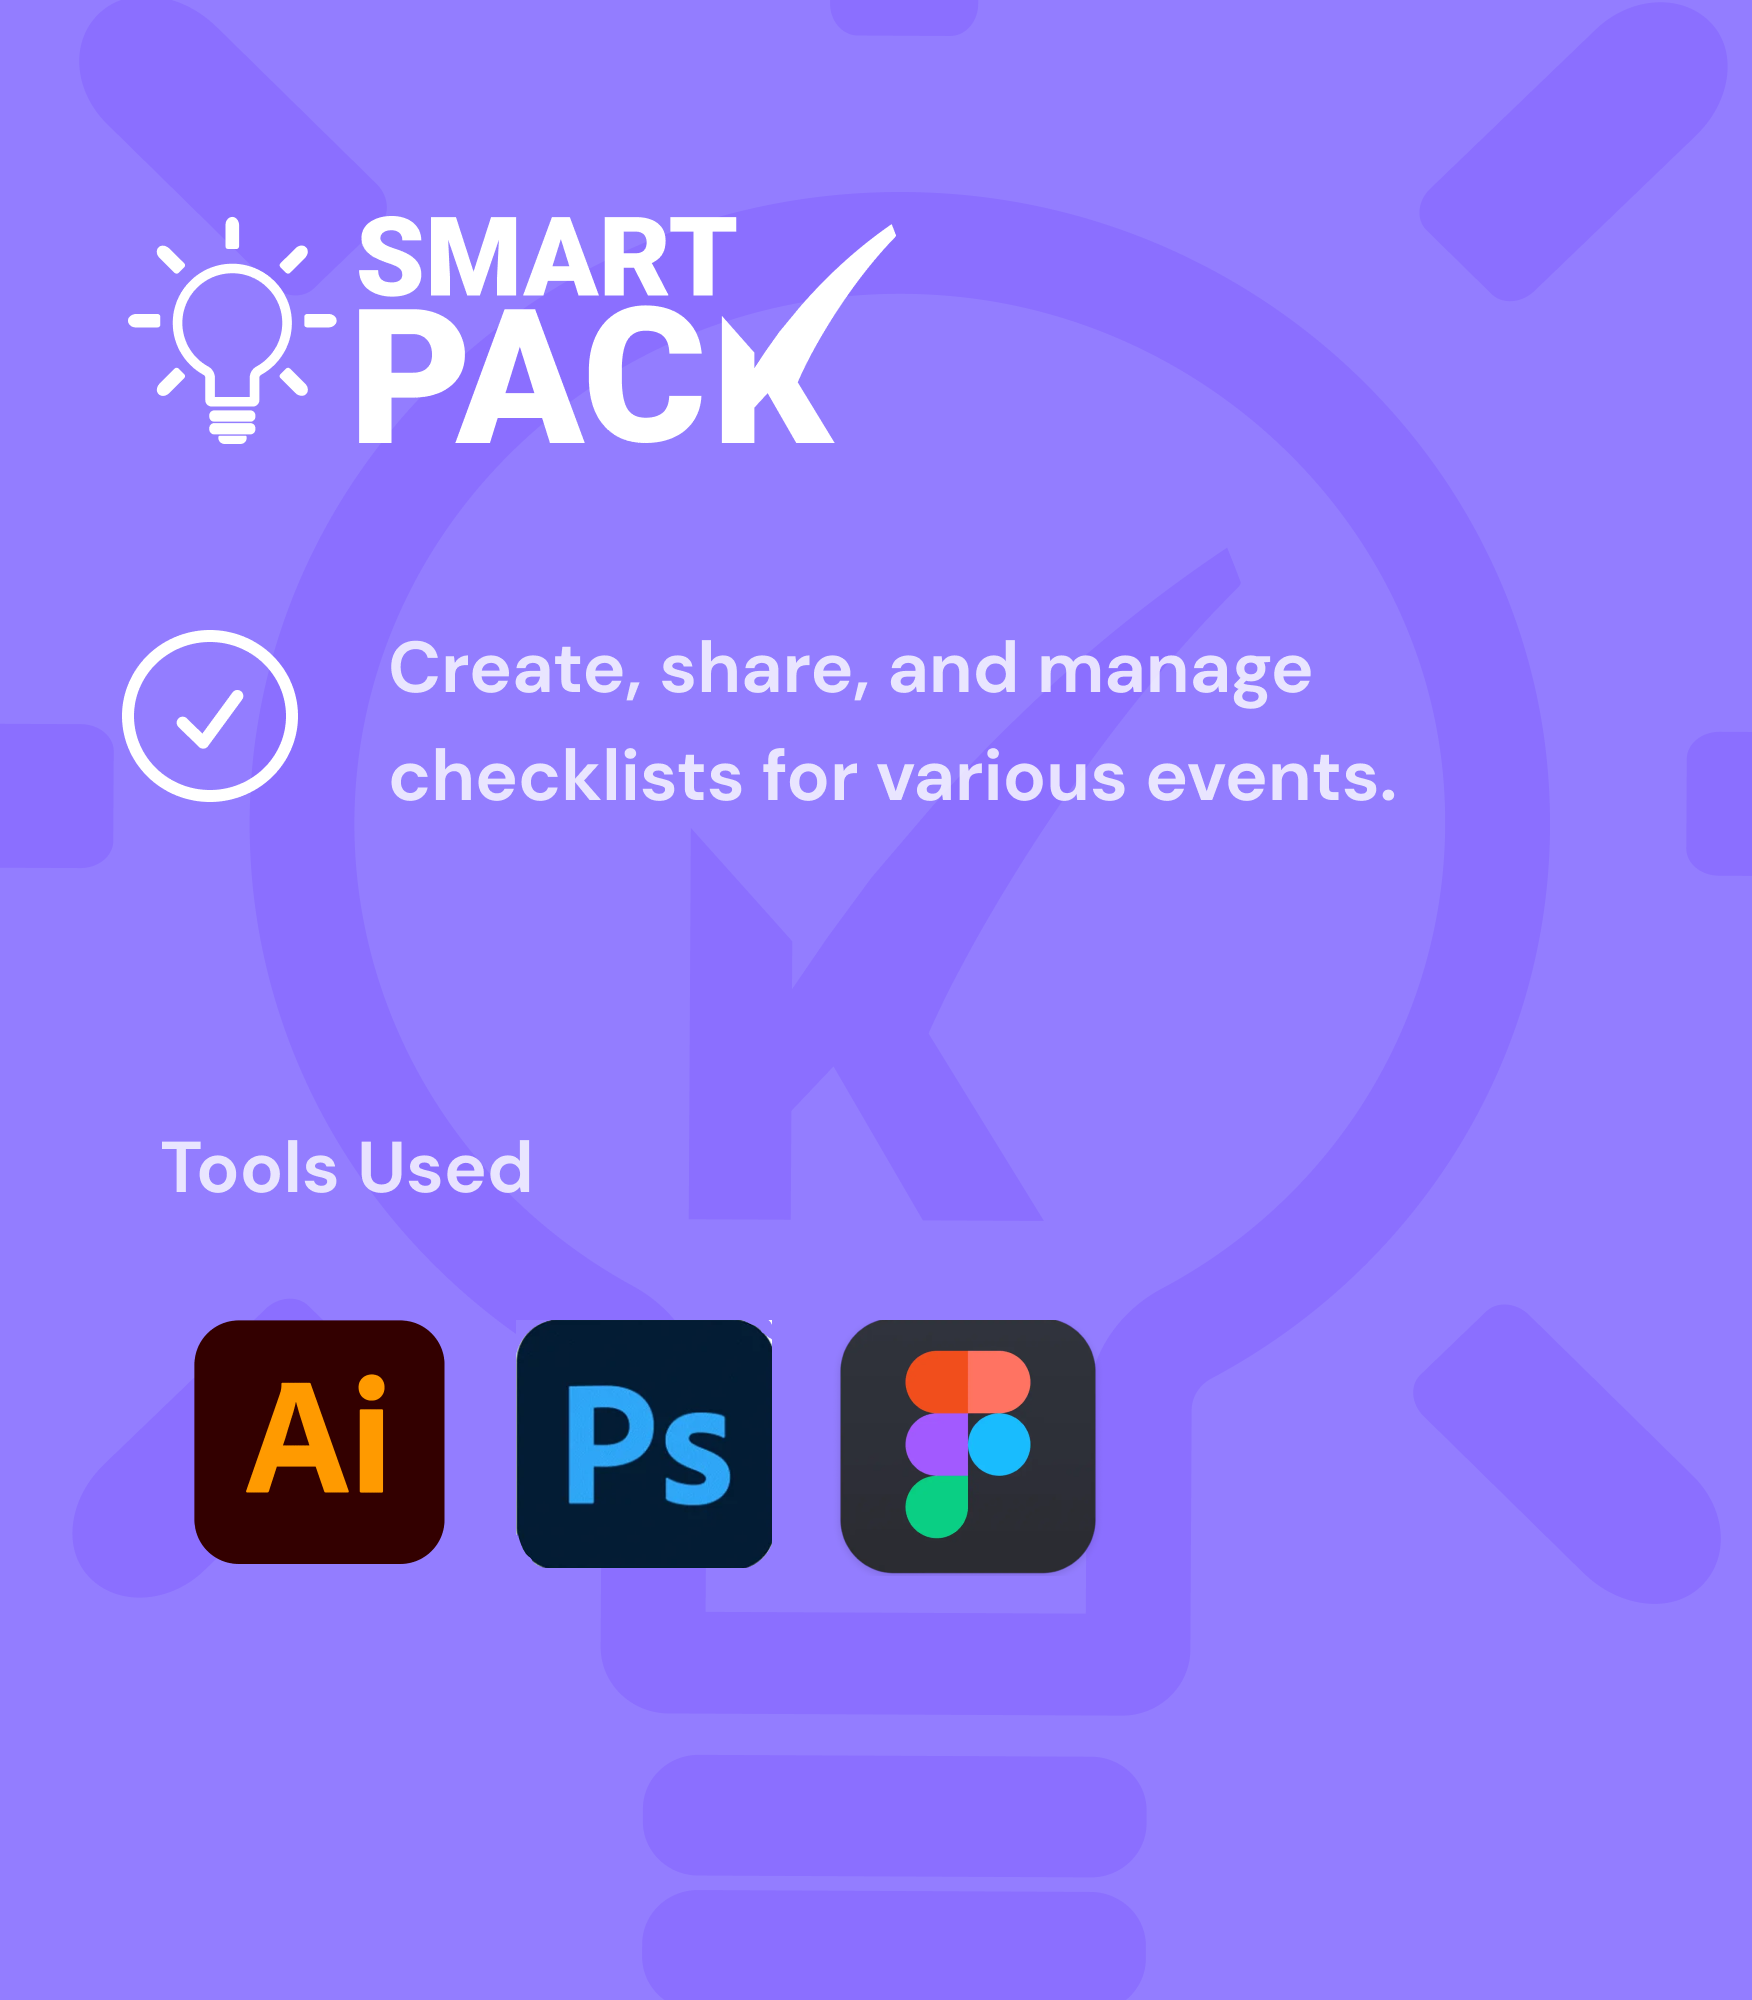 SMART
PACK
Create, share, and manage
checklists for various events.
Tools Used
Ai
Ps